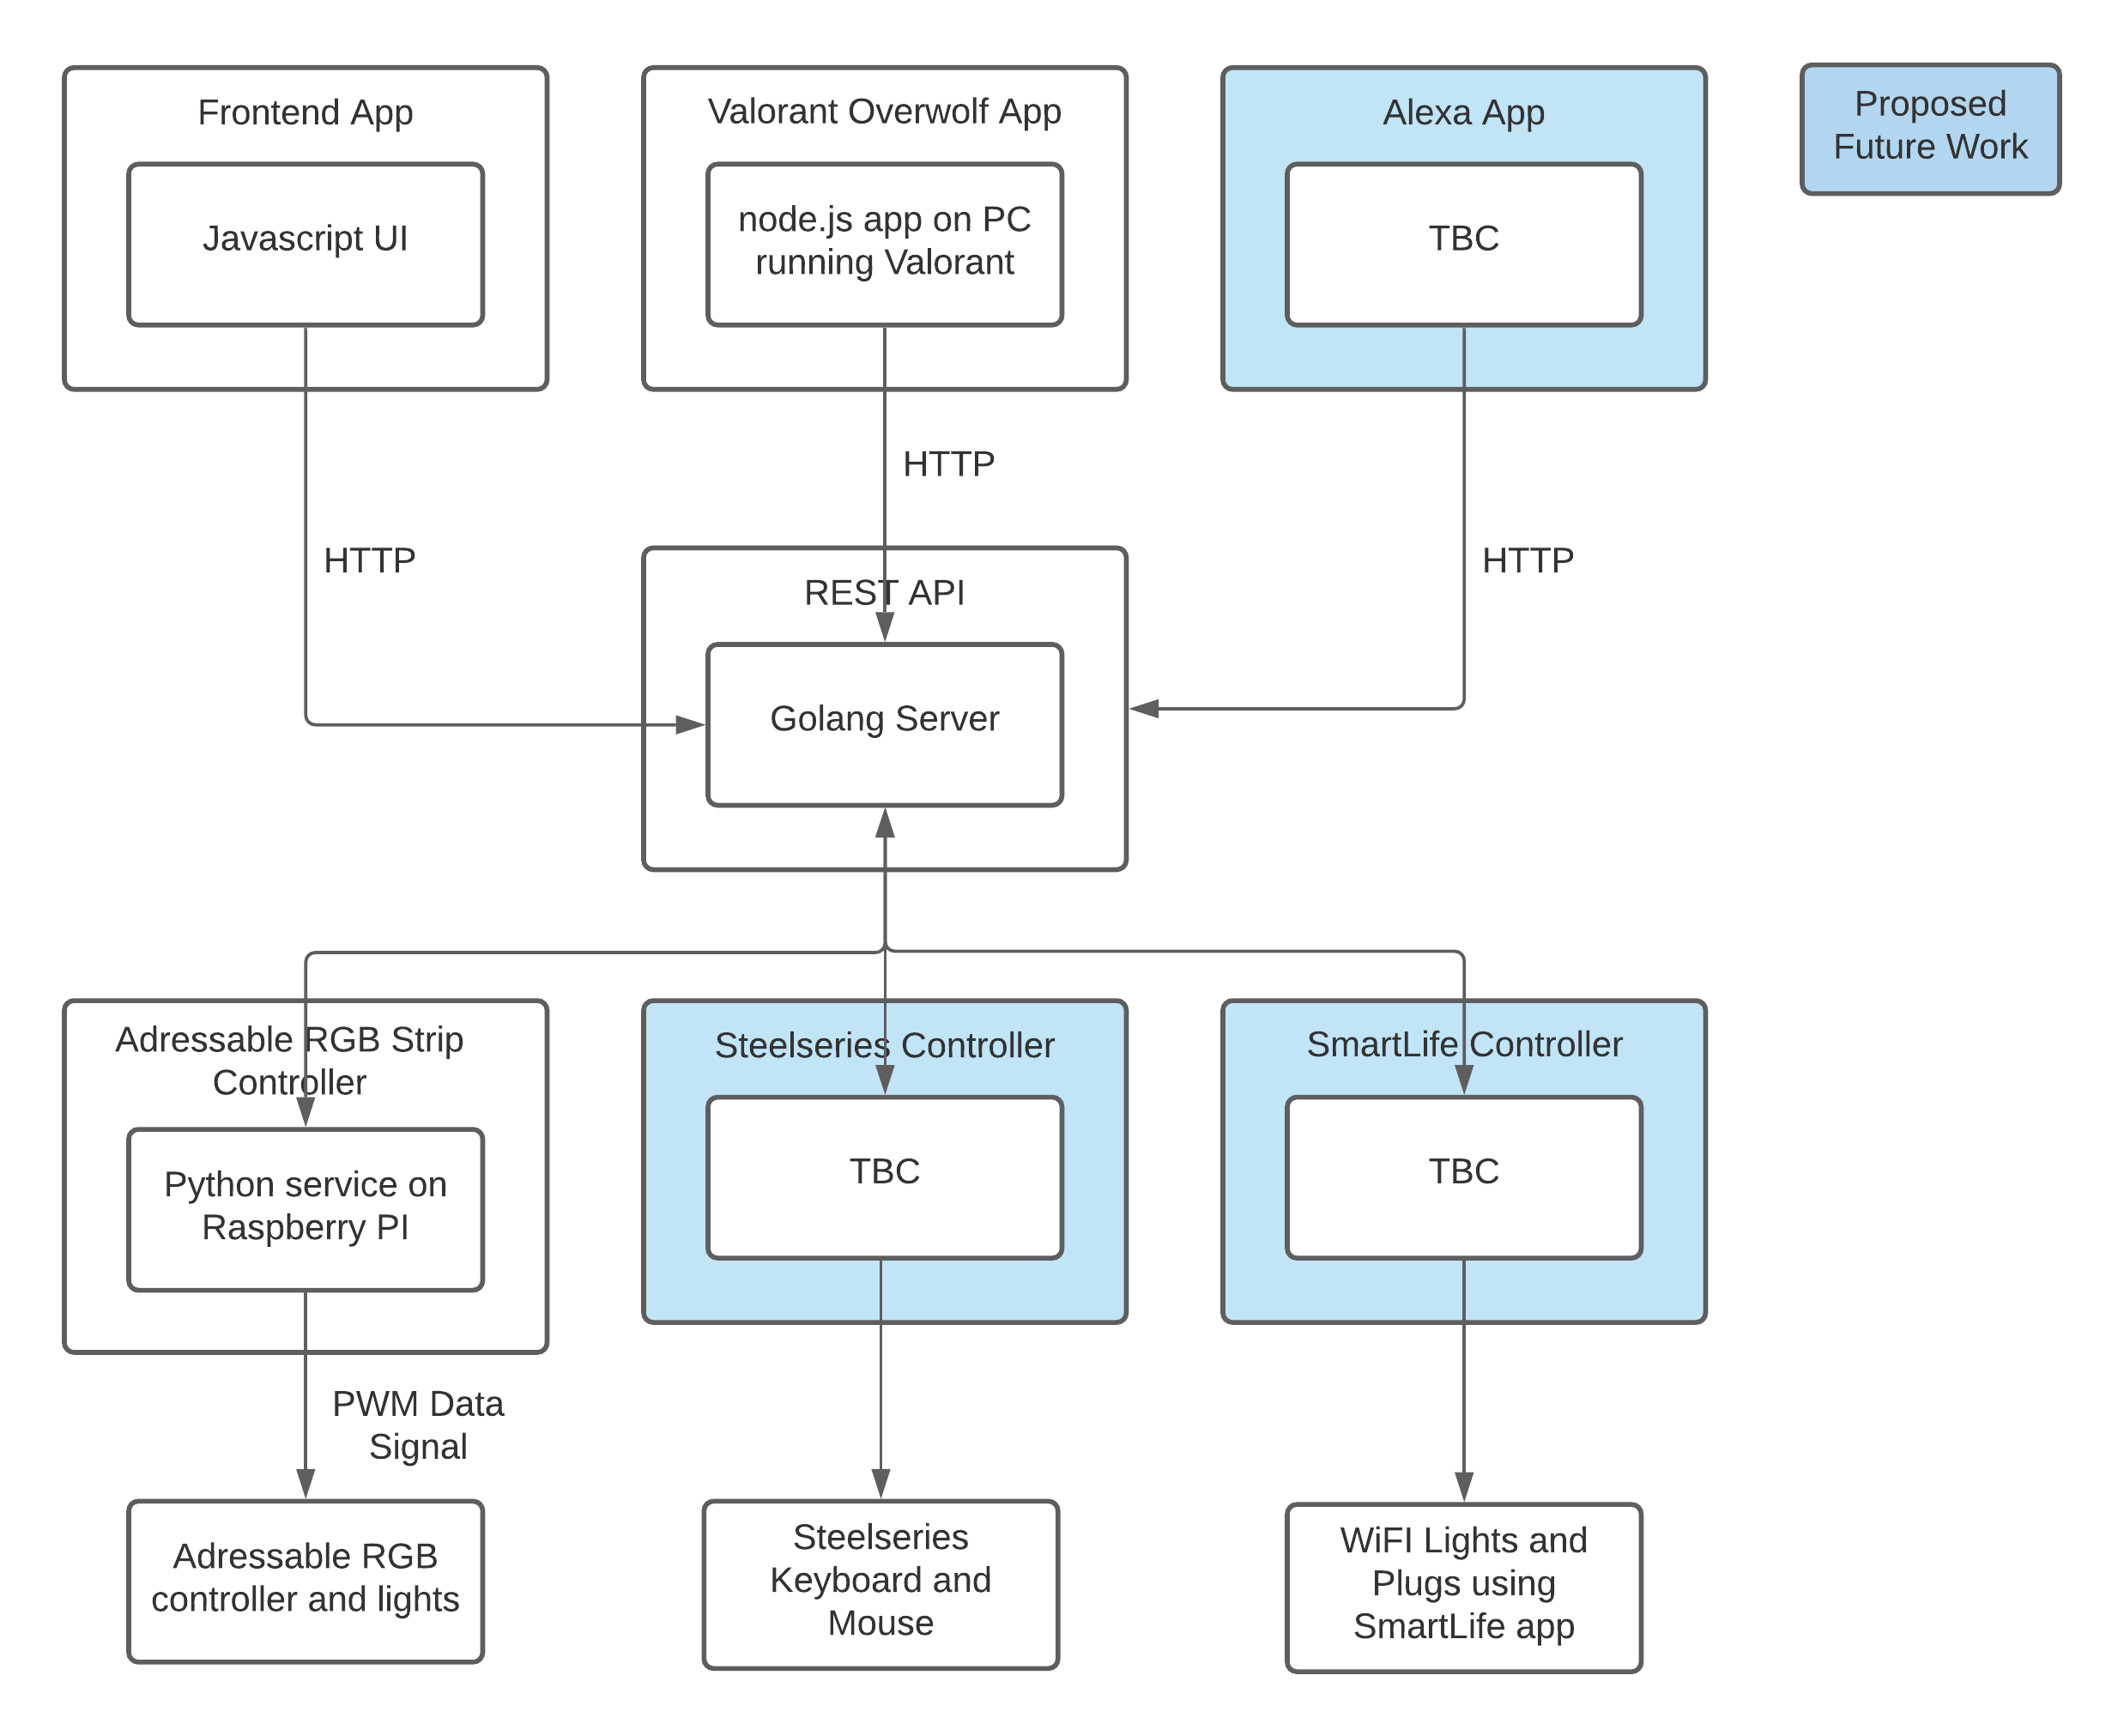 Frontend App
Javascript UI
Valorant Overwolf App
node.js app on PC
running Valorant
Alexa App
TBC
Proposed
Future Work
HTTP
HTTP
HTTP
REST API
Golang Server
Adressable RGB Strip
Controller
Python service on
Raspberry PI
Steelseries Controller
TBC
SmartLife Controller
TBC
PWM Data
Signal
Adressable RGB
controller and lights
Steelseries
Keyboard and
Mouse
WiFI Lights and
Plugs using
SmartLife app